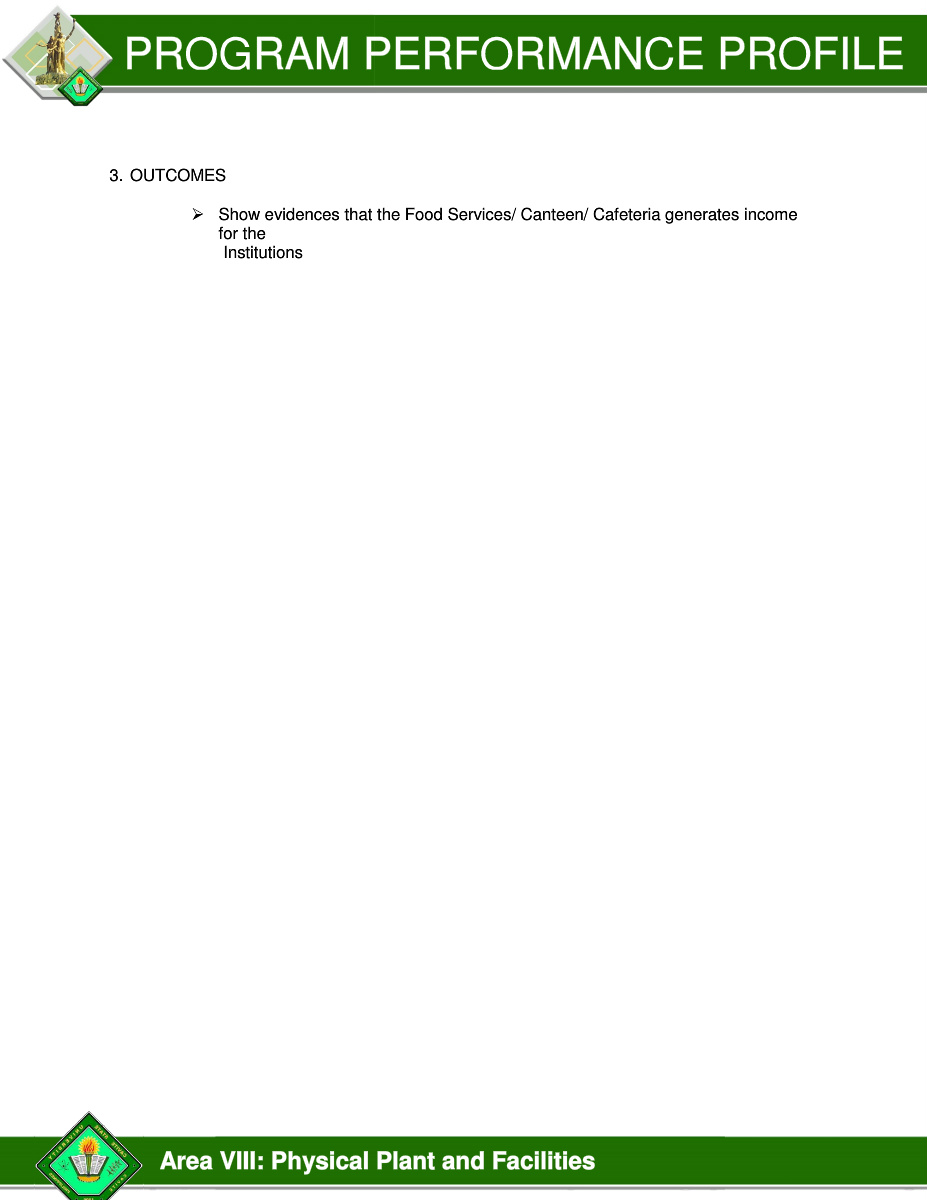 PROGRAM PERFORMANCE PROFILE
3. OUTCOMES
➢ Show evidences that the Food Services/ Canteen/ Cafeteria generates income
for the
Institutions
Area VIII: Physical Plant and Facilities